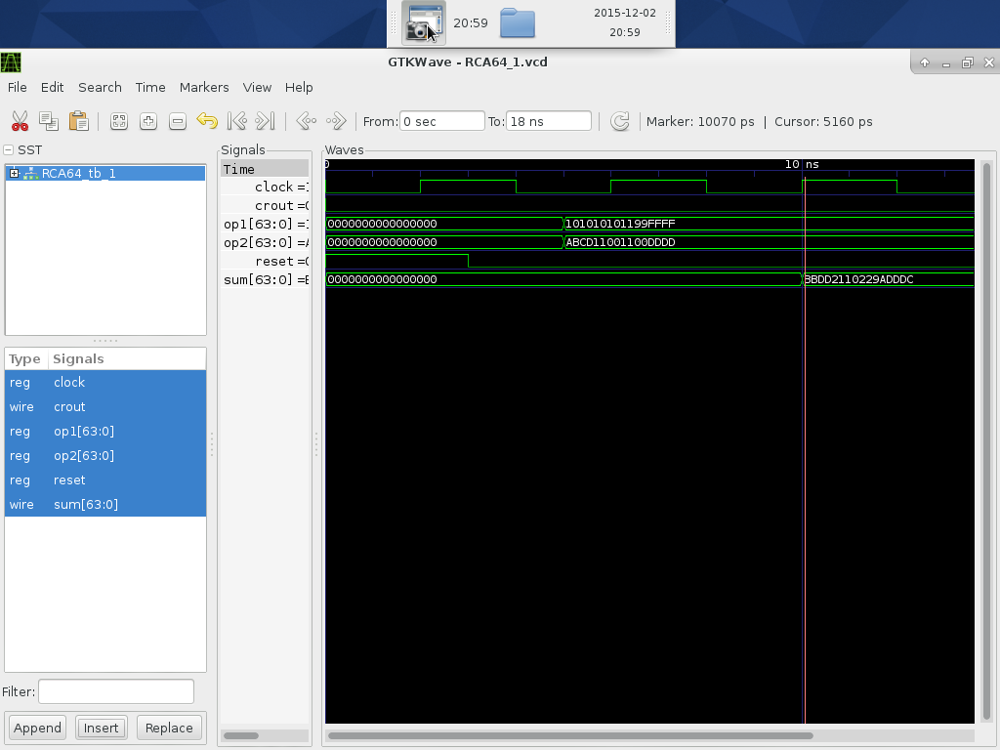 20:59
2015-12-02
20:59
GTKWave - RCA64_1.vcd
File Edit Search Time Markers View Help
From: 0 sec To: 18 ns Marker: 10070 ps | Cursor: 5160 ps
SST
RCA64_tb_1
Type Signals
reg clock
wire crout
reg op1[63:0]
reg op2[63:0]
reg reset
wire sum[63:0]
Filter:
Append Insert Replace
Signals
Time
clock =
crout =
op1[63:0] =
op2[63:0] =
reset =
sum[63:0] =
Waves
0 10 ns
0000000000000000 101010101199FFFF
0000000000000000 ABCD11001100DDDD
0000000000000000 BBDD2110229ADDDC